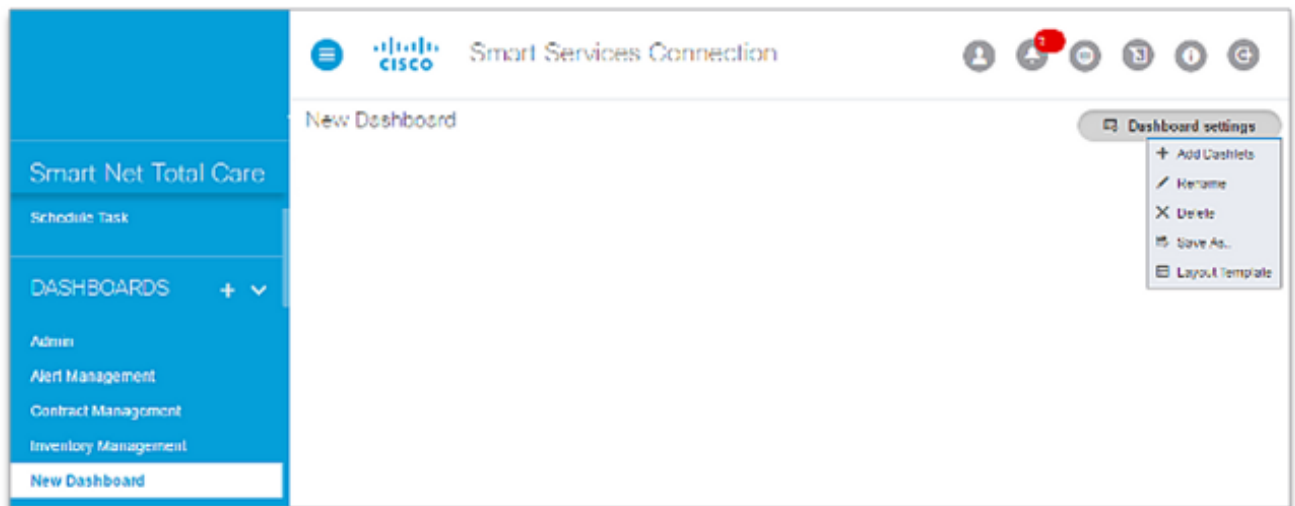 CISCO
Smart Services Connection
New Dashboard
Dashboard settings
+ Add Dashlets
Rename
Delete
Save As..
Layout Template
Smart Net Total Care
Schedule Task
DASHBOARDS + 
Admin
Alert Management
Contract Management
Inventory Management
New Dashboard